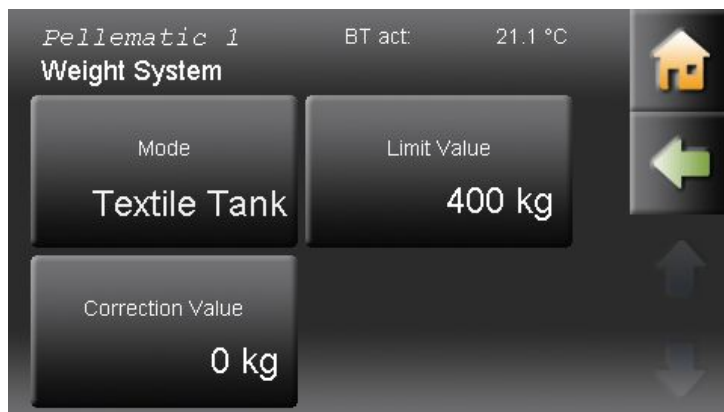 Pellematic 1 BT act: 21.1 °C
Weight System
Mode Limit Value
Textile Tank 400 kg
Correction Value
0 kg